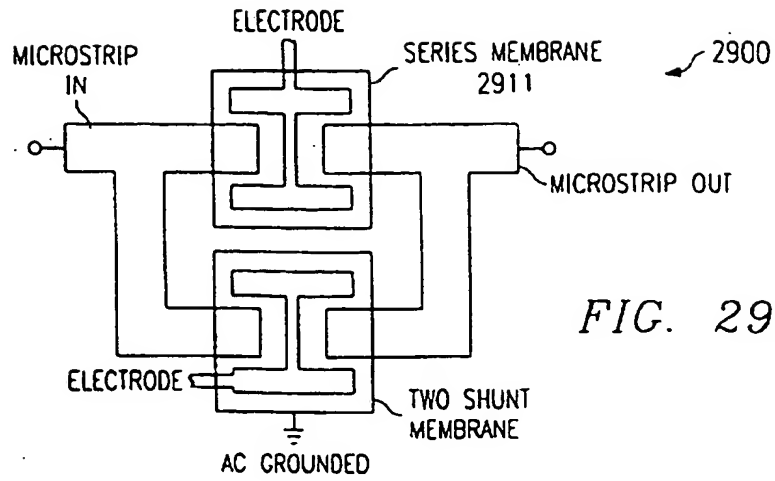 ELECTRODE
MICROSTRIP
IN
SERIES MEMBRANE
2911
2900
MICROSTRIP OUT
FIG. 29
ELECTRODE
TWO SHUNT
MEMBRANE
AC GROUNDED